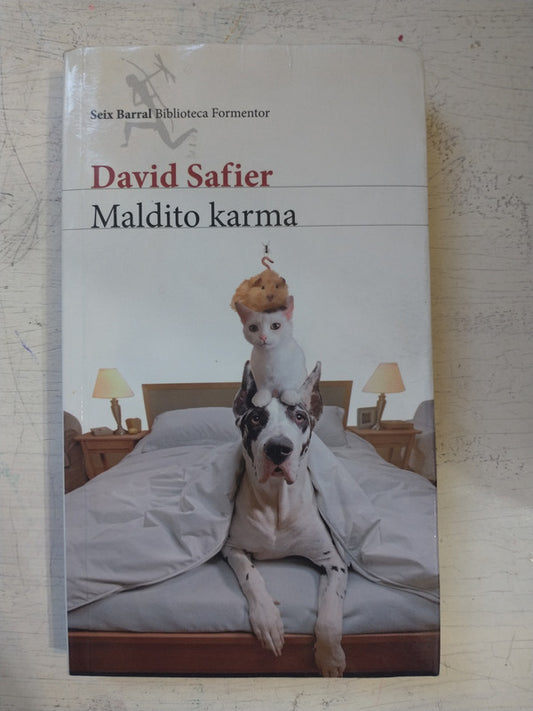 Seix Barral Biblioteca Formentor
David Safier
Maldito karma